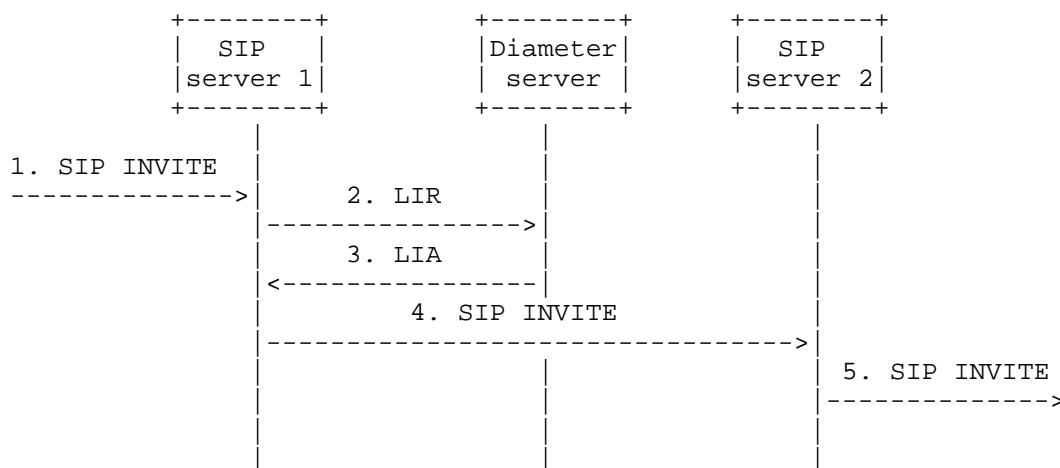 SIP
server 1
Diameter
server
SIP
server 2
1. SIP INVITE
2. LIR
3. LIA
4. SIP INVITE
5. SIP INVITE